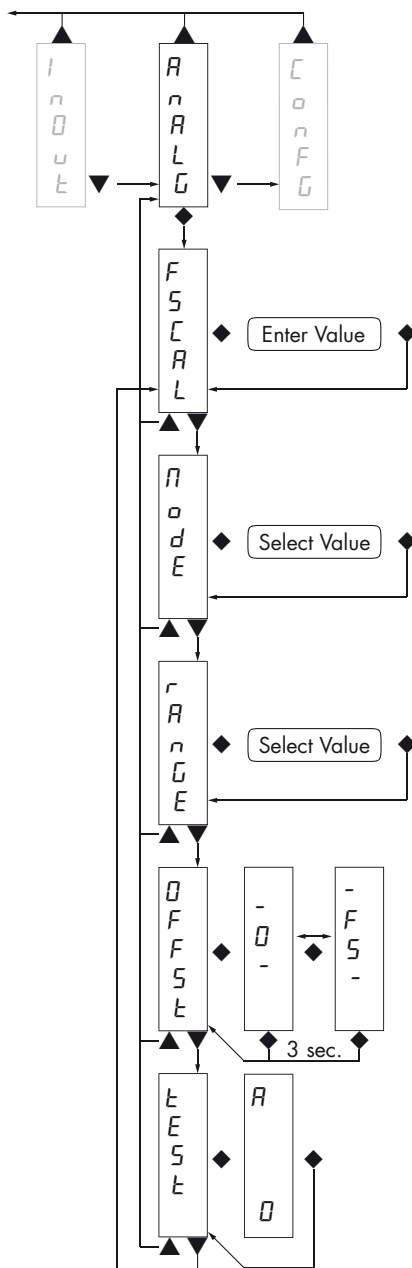 InOut
AnALG
ConFG
FSCAL
Enter Value
ModE
Select Value
rAnGE
Select Value
OFFSt
-0-
-FS-
3 sec.
tESt
A 0